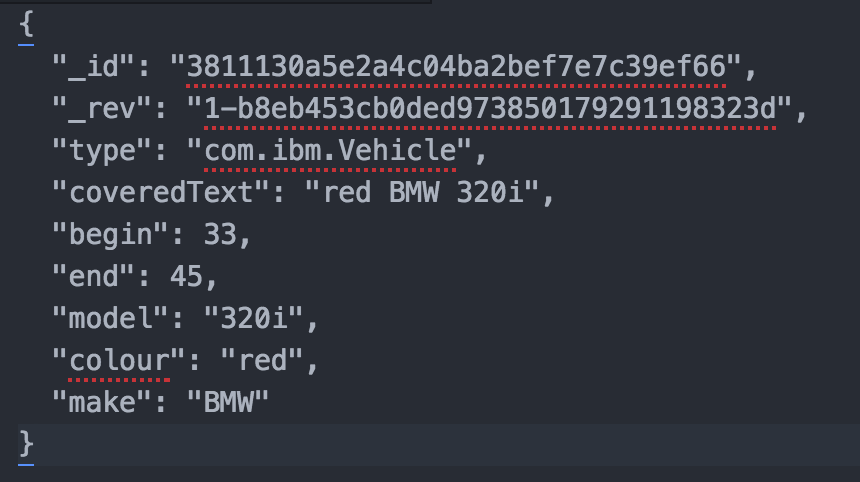 {
"_id": "3811130a5e2a4c04ba2bef7e7c39ef66",
"_rev": "1-b8eb453cb0ded973850179291198323d",
"type": "com.ibm.Vehicle",
"coveredText": "red BMW 320i",
"begin": 33,
"end": 45,
"model": "320i",
"colour": "red",
"make": "BMW"
}